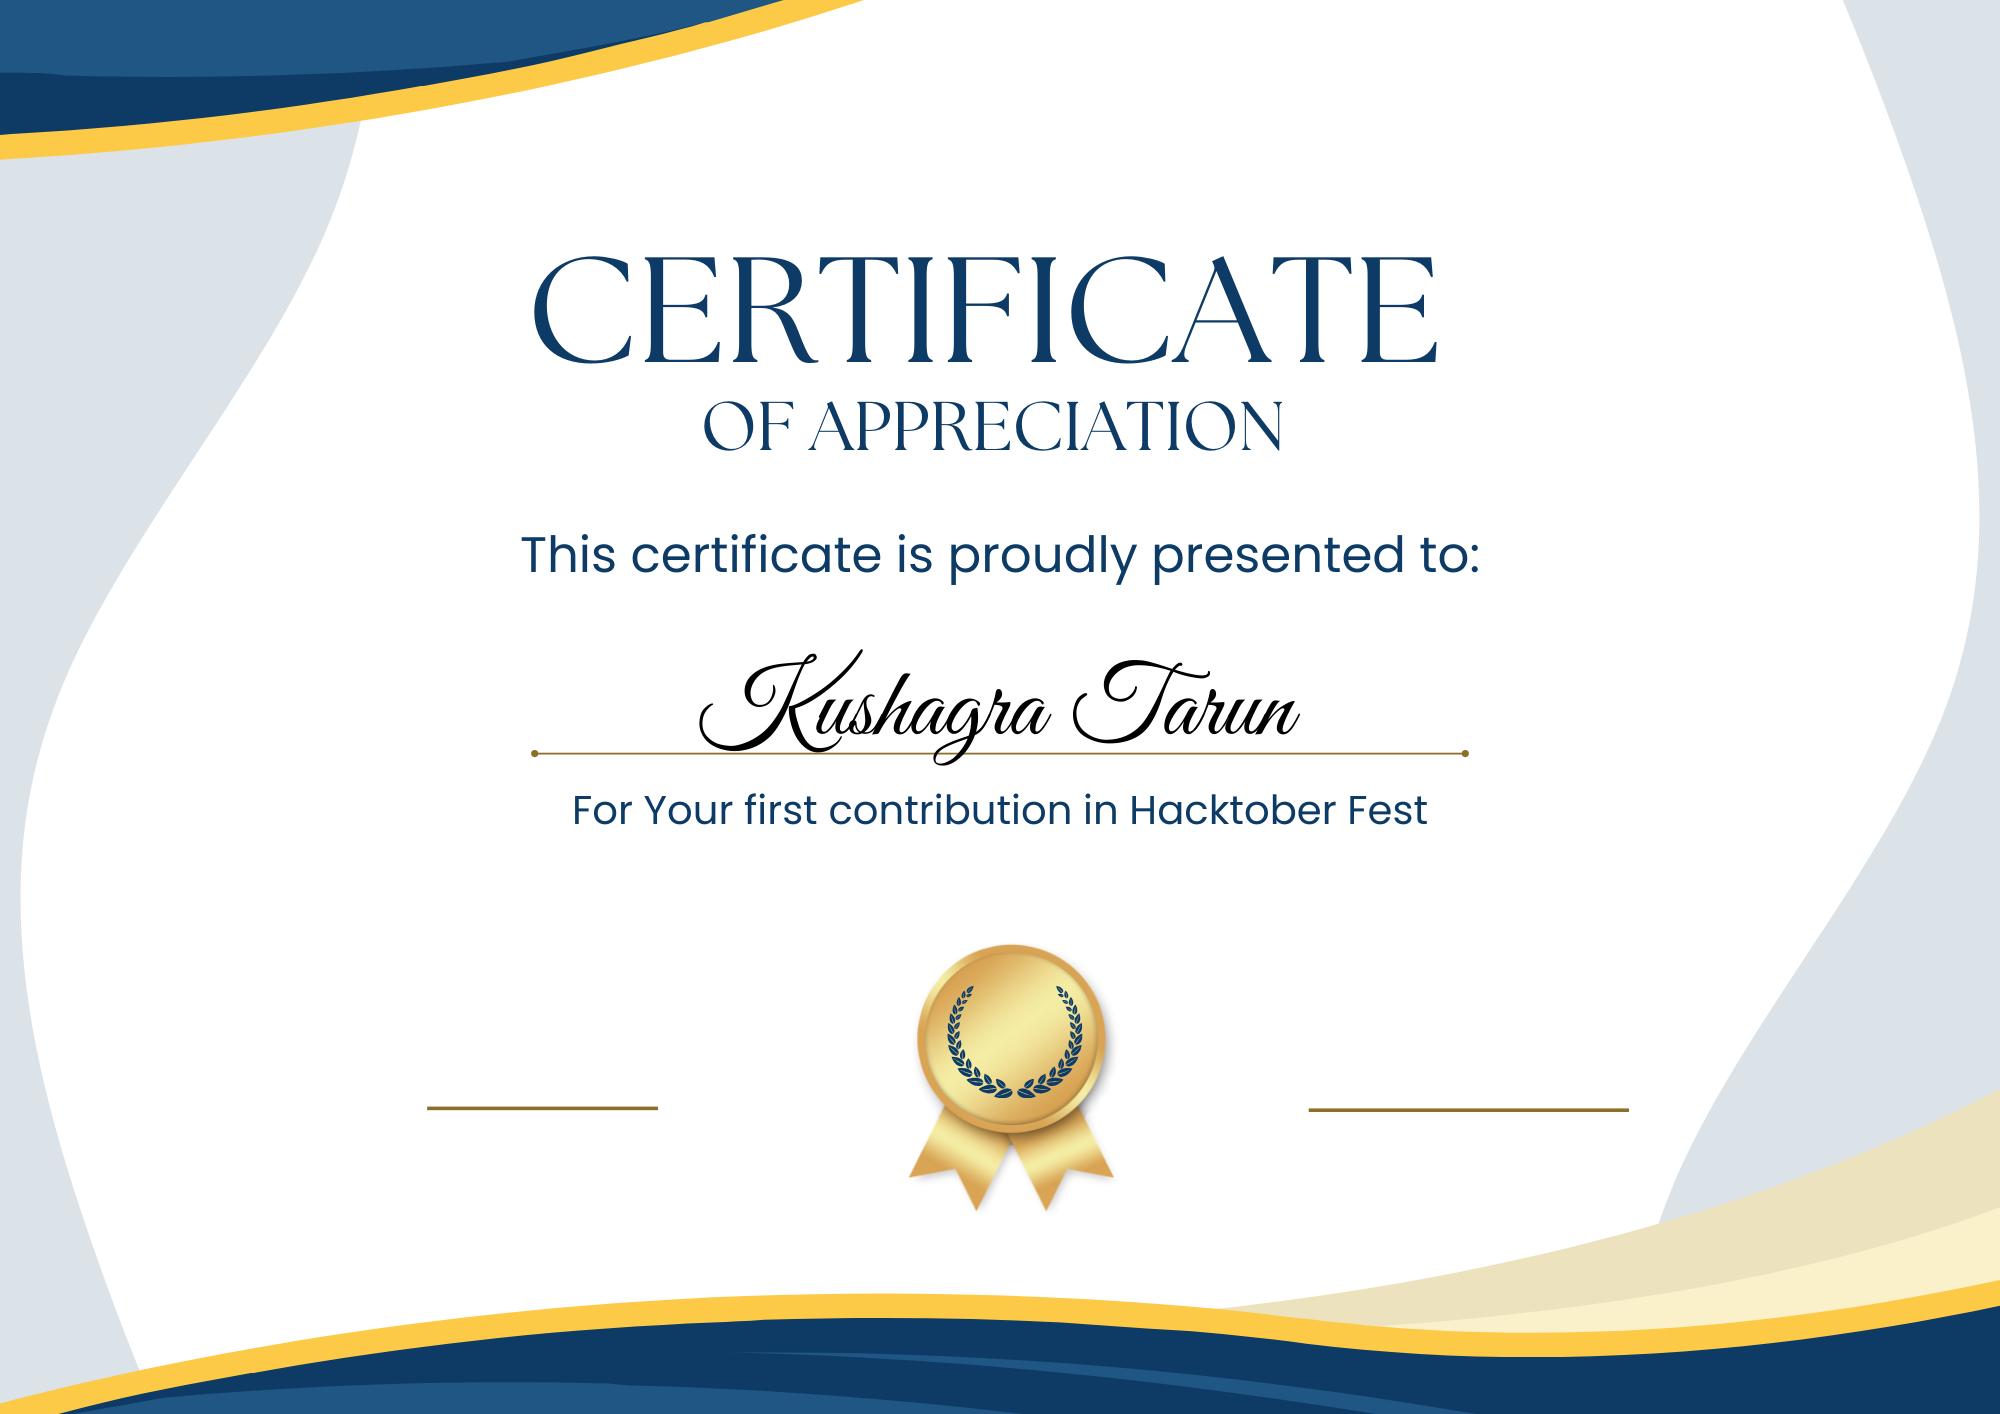 CERTIFICATE
OF APPRECIATION
This certificate is proudly presented to:
Kushagra Tarun
For Your first contribution in Hacktober Fest